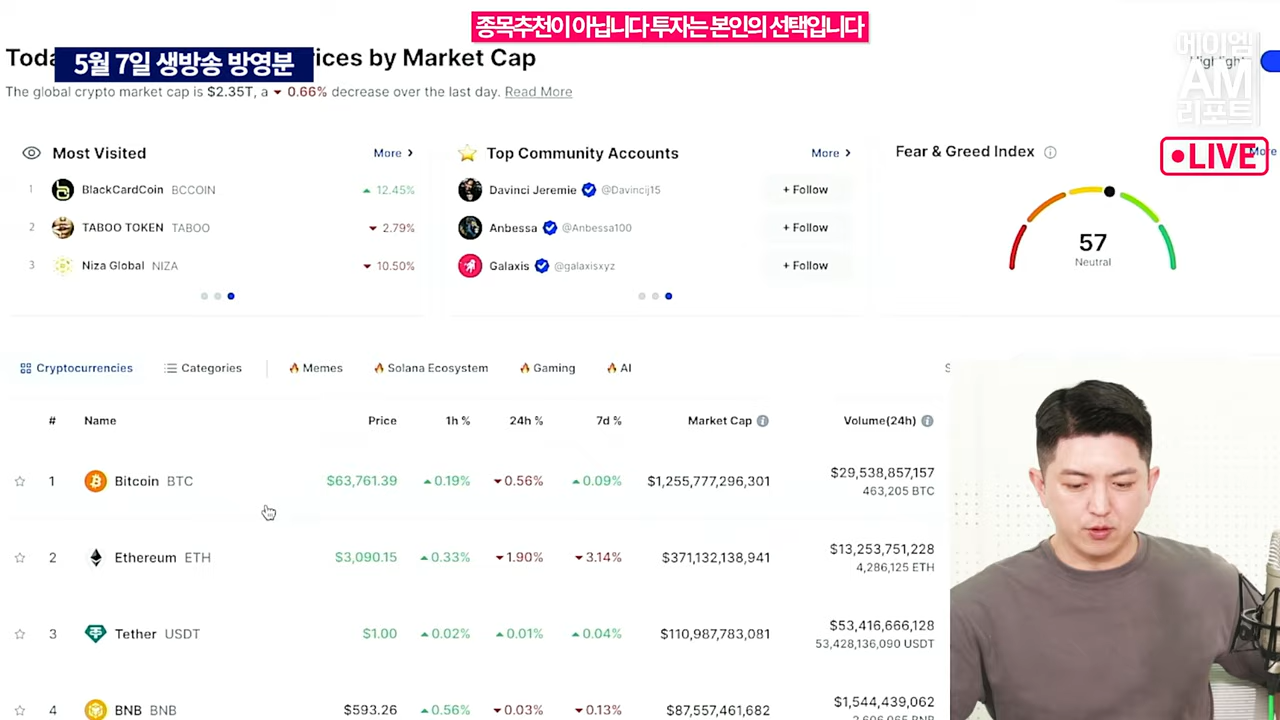 종목추천이 아닙니다 투자는 본인의 선택입니다
에이엠
AM
리포트
LIVE
5월 7일 생방송 방영분
Toda
ices by Market Cap
Highlight
The global crypto market cap is $2.35T, a 0.66% decrease over the last day. Read More
Most Visited More
1 BlackCardCoin BCCOIN 12.45%
2 TABOO TOKEN TABOO 2.79%
3 Niza Global NIZA 10.50%
Top Community Accounts More
Davinci Jeremie @Davincij15 + Follow
Anbessa @Anbessa100 + Follow
Galaxis @galaxisxyz + Follow
Fear & Greed Index More
57
Neutral
Cryptocurrencies Categories Memes Solana Ecosystem Gaming AI
# Name Price 1h % 24h % 7d % Market Cap Volume(24h)
1 Bitcoin BTC $63,761.39 0.19% 0.56% 0.09% $1,255,777,296,301 $29,538,857,157
463,205 BTC
2 Ethereum ETH $3,090.15 0.33% 1.90% 3.14% $371,132,138,941 $13,253,751,228
4,286,125 ETH
3 Tether USDT $1.00 0.02% 0.01% 0.04% $110,987,783,081 $53,416,666,128
53,428,136,090 USDT
4 BNB BNB $593.26 0.56% 0.03% 0.13% $87,557,461,682 $1,544,439,062